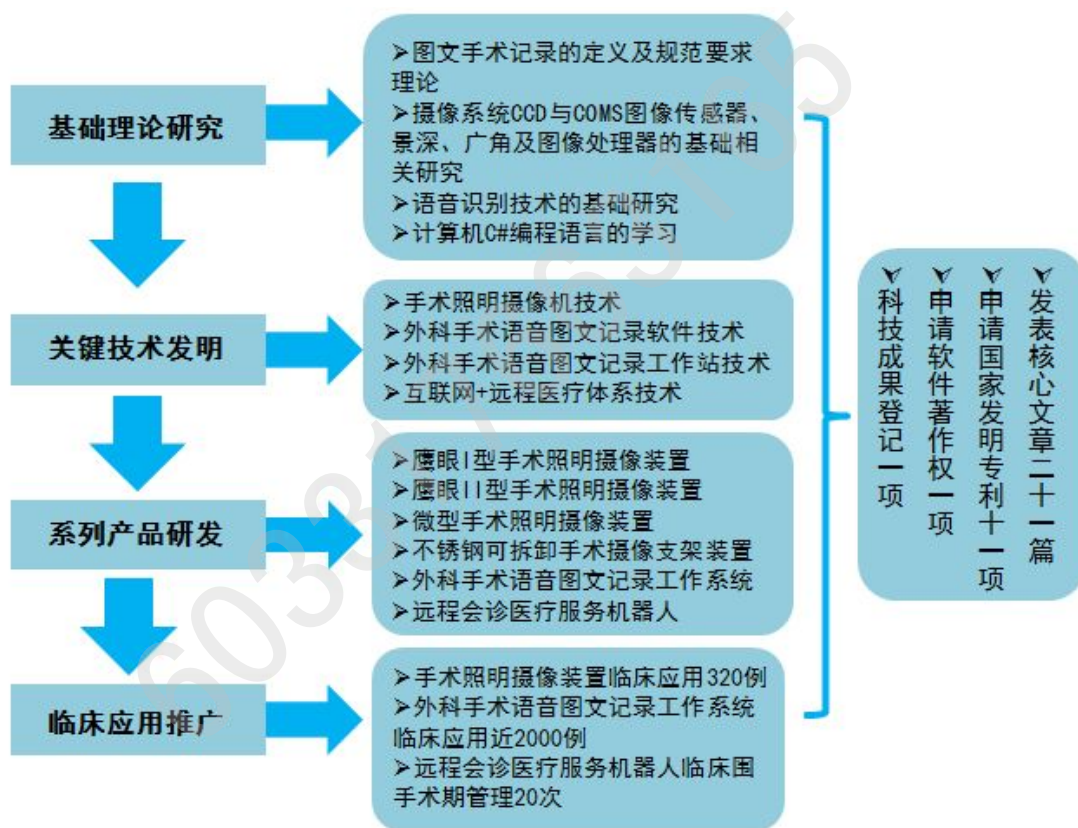 基础理论研究
➢图文手术记录的定义及规范要求
理论
➢摄像系统CCD与COMS图像传感器、
景深、广角及图像处理器的基础相
关研究
➢语音识别技术的基础研究
➢计算机C#编程语言的学习
关键技术发明
➢手术照明摄像机技术
➢外科手术语音图文记录软件技术
➢外科手术语音图文记录工作站技术
➢互联网+远程医疗体系技术
系列产品研发
➢鹰眼I型手术照明摄像装置
➢鹰眼II型手术照明摄像装置
➢微型手术照明摄像装置
➢不锈钢可拆卸手术摄像支架装置
➢外科手术语音图文记录工作系统
➢远程会诊医疗服务机器人
临床应用推广
➢手术照明摄像装置临床应用320例
➢外科手术语音图文记录工作系统
临床应用近2000例
➢远程会诊医疗服务机器人临床围
手术期管理20次
➢发表核心文章二十一篇
➢申请国家发明专利十一项
➢申请软件著作权一项
➢科技成果登记一项